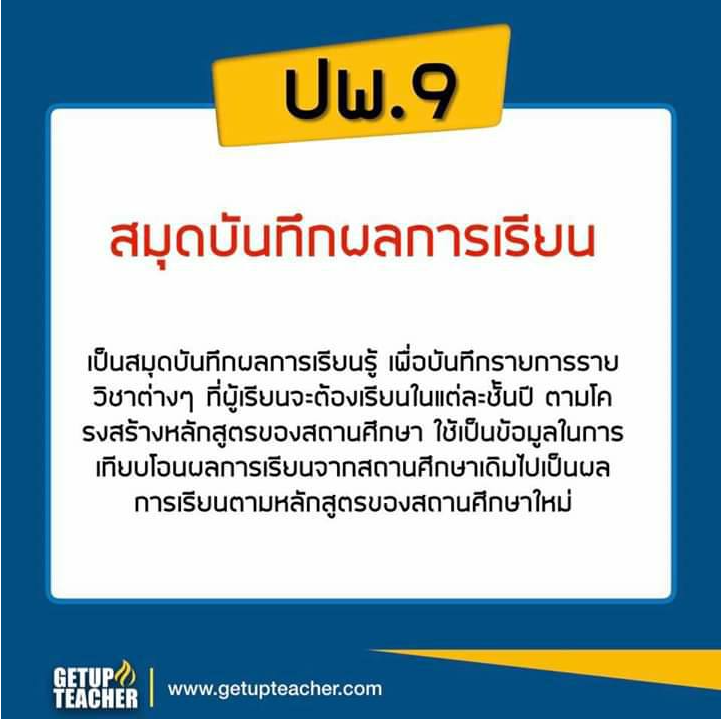 ปพ.9
สมุดบันทึกผลการเรียน
เป็นสมุดบันทึกผลการเรียนรู้ เพื่อบันทึกรายการราย
วิชาต่างๆ ที่ผู้เรียนจะต้องเรียนในแต่ละชั้นปี ตามโค
รงสร้างหลักสูตรของสถานศึกษา ใช้เป็นข้อมูลในการ
เทียบโอนผลการเรียนจากสถานศึกษาเดิมไปเป็นผล
การเรียนตามหลักสูตรของสถานศึกษาใหม่
GETUP
TEACHER
www.getupteacher.com